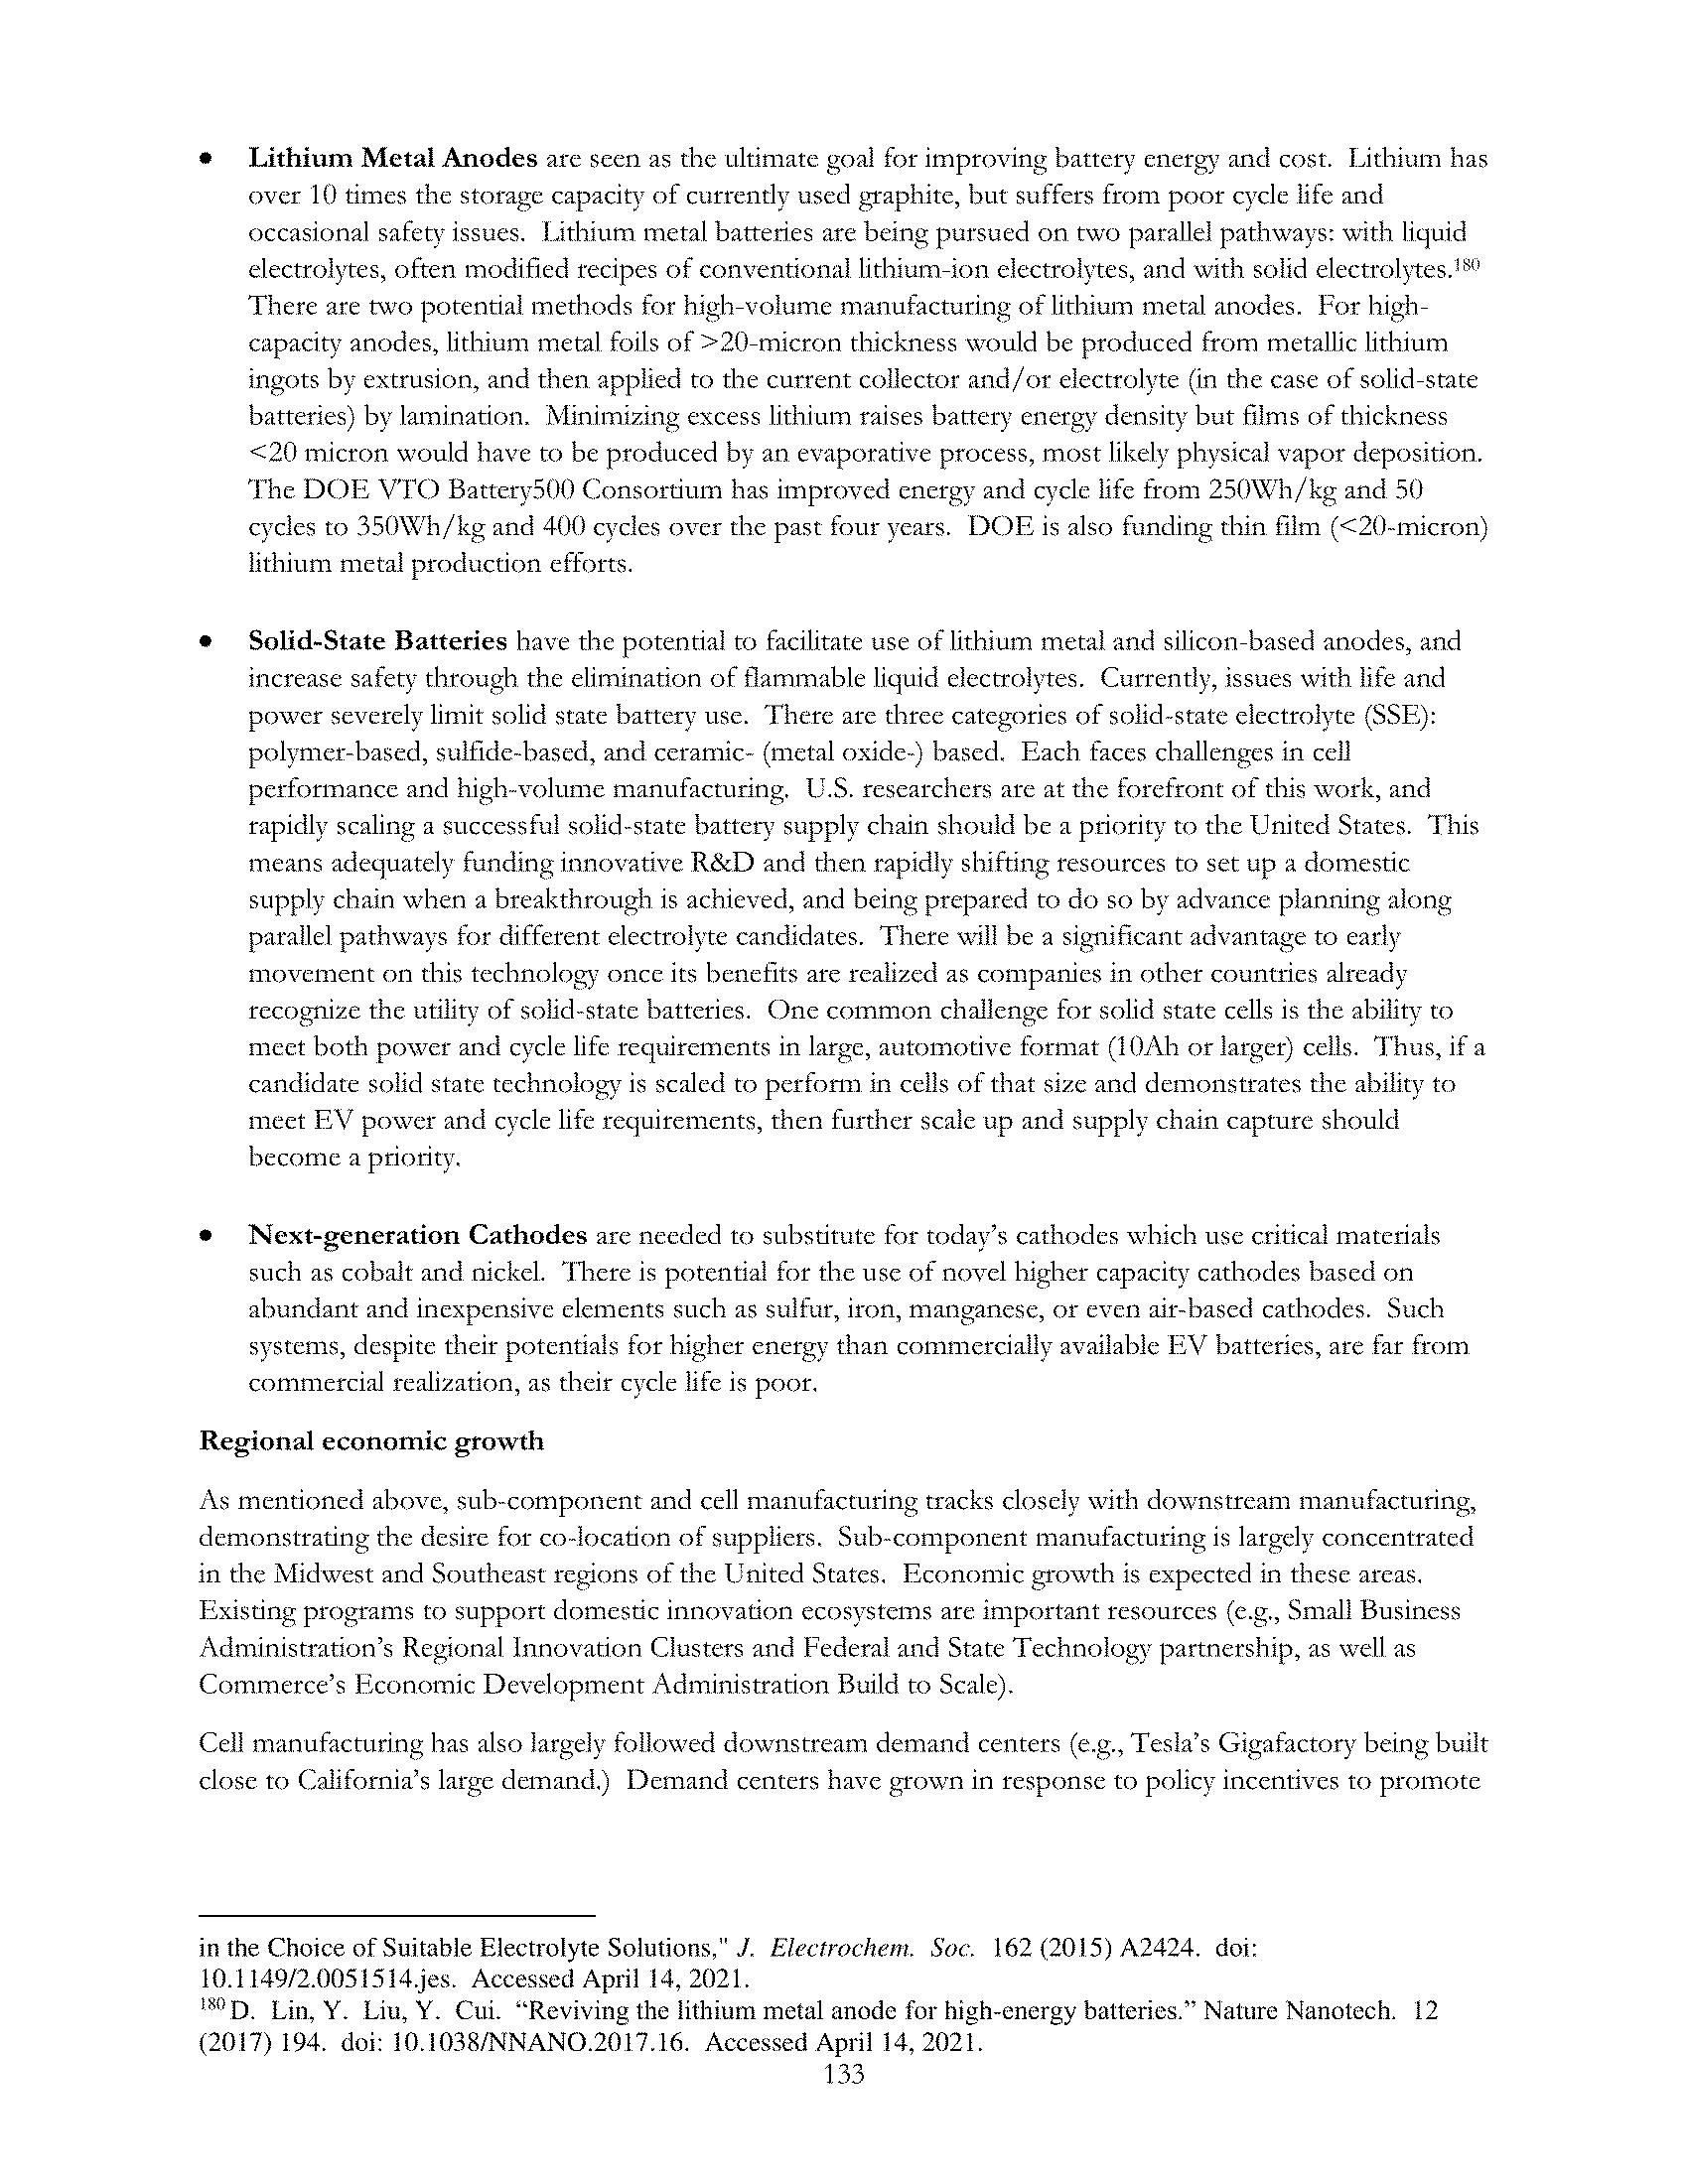 • Lithium Metal Anodes are seen as the ultimate goal for improving battery energy and cost. Lithium has
over 10 times the storage capacity of currently used graphite, but suffers from poor cycle life and
occasional safety issues. Lithium metal batteries are being pursued on two parallel pathways: with liquid
electrolytes, often modified recipes of conventional lithium-ion electrolytes, and with solid electrolytes.180
There are two potential methods for high-volume manufacturing of lithium metal anodes. For high-
capacity anodes, lithium metal foils of >20-micron thickness would be produced from metallic lithium
ingots by extrusion, and then applied to the current collector and/or electrolyte (in the case of solid-state
batteries) by lamination. Minimizing excess lithium raises battery energy density but films of thickness
<20 micron would have to be produced by an evaporative process, most likely physical vapor deposition.
The DOE VTO Battery500 Consortium has improved energy and cycle life from 250Wh/kg and 50
cycles to 350Wh/kg and 400 cycles over the past four years. DOE is also funding thin film (<20-micron)
lithium metal production efforts.
• Solid-State Batteries have the potential to facilitate use of lithium metal and silicon-based anodes, and
increase safety through the elimination of flammable liquid electrolytes. Currently, issues with life and
power severely limit solid state battery use. There are three categories of solid-state electrolyte (SSE):
polymer-based, sulfide-based, and ceramic- (metal oxide-) based. Each faces challenges in cell
performance and high-volume manufacturing. U.S. researchers are at the forefront of this work, and
rapidly scaling a successful solid-state battery supply chain should be a priority to the United States. This
means adequately funding innovative R&D and then rapidly shifting resources to set up a domestic
supply chain when a breakthrough is achieved, and being prepared to do so by advance planning along
parallel pathways for different electrolyte candidates. There will be a significant advantage to early
movement on this technology once its benefits are realized as companies in other countries already
recognize the utility of solid-state batteries. One common challenge for solid state cells is the ability to
meet both power and cycle life requirements in large, automotive format (10Ah or larger) cells. Thus, if a
candidate solid state technology is scaled to perform in cells of that size and demonstrates the ability to
meet EV power and cycle life requirements, then further scale up and supply chain capture should
become a priority.
• Next-generation Cathodes are needed to substitute for today's cathodes which use critical materials
such as cobalt and nickel. There is potential for the use of novel higher capacity cathodes based on
abundant and inexpensive elements such as sulfur, iron, manganese, or even air-based cathodes. Such
systems, despite their potentials for higher energy than commercially available EV batteries, are far from
commercial realization, as their cycle life is poor.
Regional economic growth
As mentioned above, sub-component and cell manufacturing tracks closely with downstream manufacturing,
demonstrating the desire for co-location of suppliers. Sub-component manufacturing is largely concentrated
in the Midwest and Southeast regions of the United States. Economic growth is expected in these areas.
Existing programs to support domestic innovation ecosystems are important resources (e.g., Small Business
Administration's Regional Innovation Clusters and Federal and State Technology partnership, as well as
Commerce's Economic Development Administration Build to Scale).
Cell manufacturing has also largely followed downstream demand centers (e.g., Tesla's Gigafactory being built
close to California's large demand.) Demand centers have grown in response to policy incentives to promote
in the Choice of Suitable Electrolyte Solutions," J. Electrochem. Soc. 162 (2015) A2424. doi:
10.1149/2.0051514.jes. Accessed April 14, 2021.
180 D. Lin, Y. Liu, Y. Cui. “Reviving the lithium metal anode for high-energy batteries.” Nature Nanotech. 12
(2017) 194. doi: 10.1038/NNANO.2017.16. Accessed April 14, 2021.
133